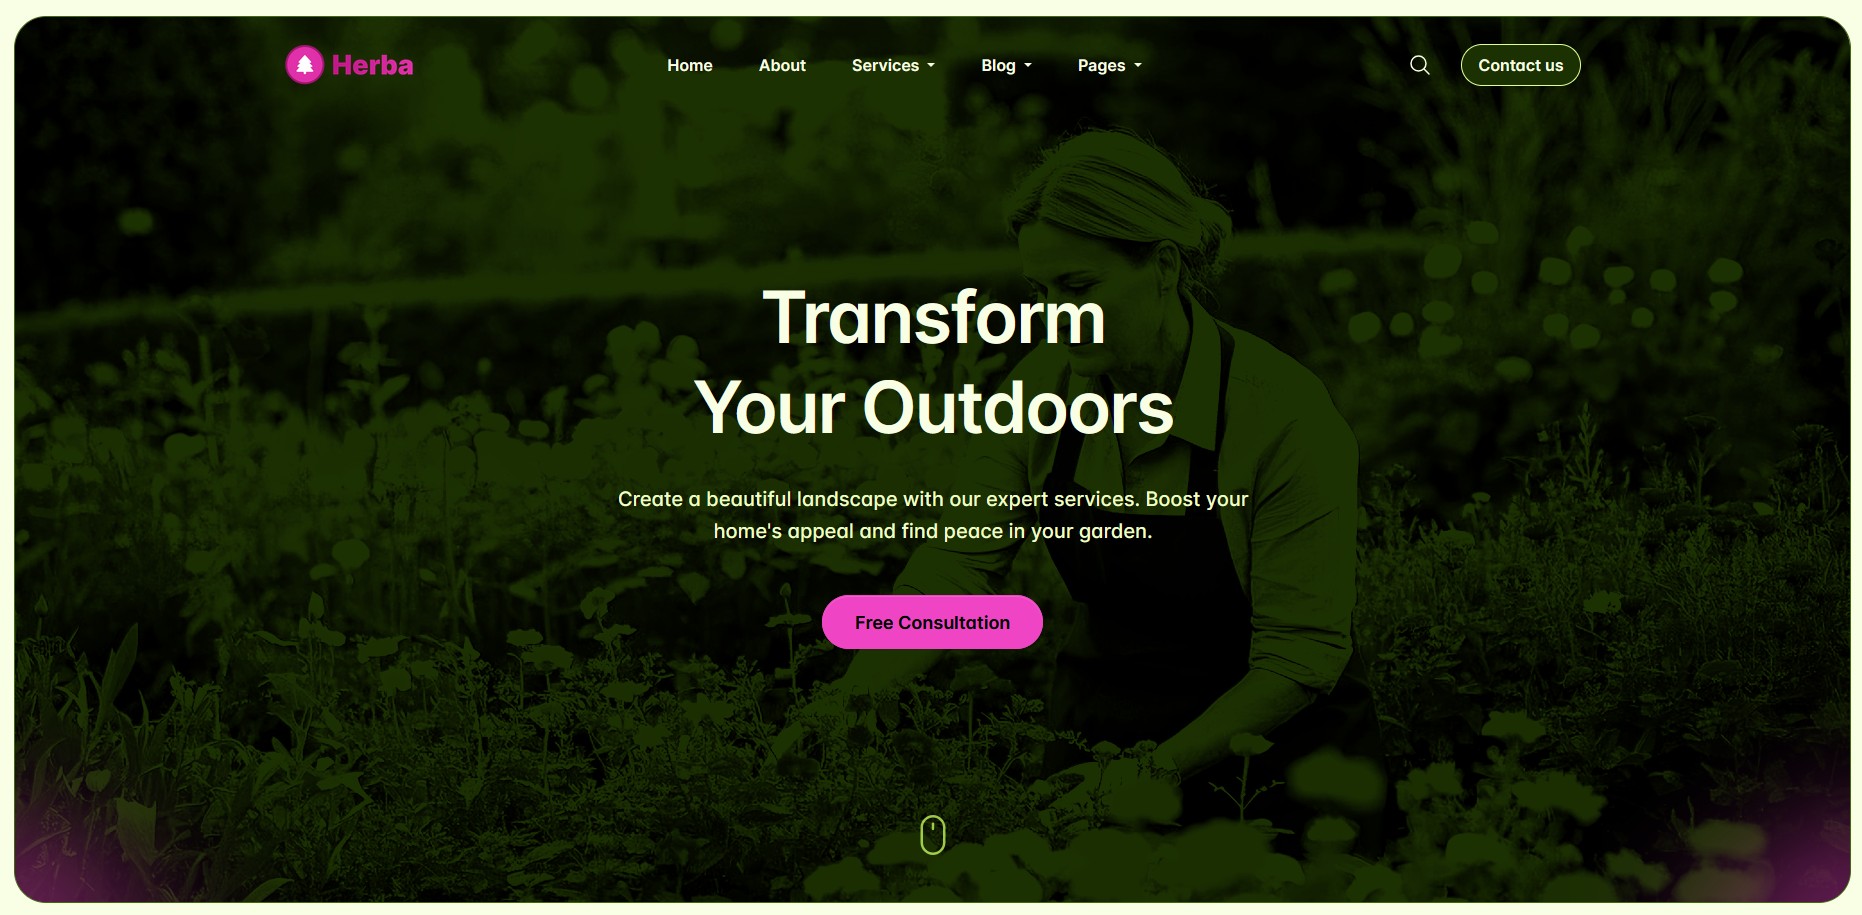 Herba
Home
About
Services
Blog
Pages
Contact us
Transform
Your Outdoors
Create a beautiful landscape with our expert services. Boost your
home's appeal and find peace in your garden.
Free Consultation